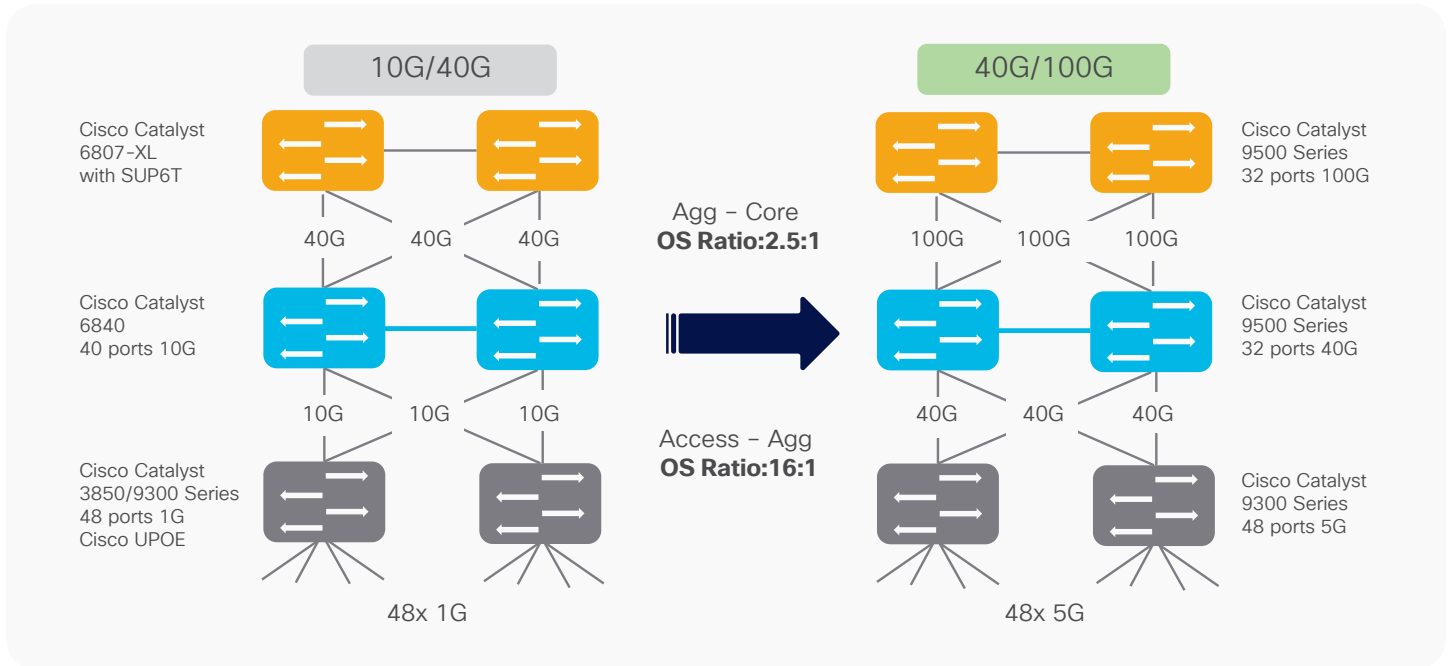 10G/40G
40G/100G
Cisco Catalyst
6807-XL
with SUP6T
Cisco Catalyst
9500 Series
32 ports 100G
Agg – Core
OS Ratio:2.5:1
40G
40G
40G
100G
100G
100G
Cisco Catalyst
6840
40 ports 10G
Cisco Catalyst
9500 Series
32 ports 40G
10G
10G
10G
40G
40G
40G
Access – Agg
OS Ratio:16:1
Cisco Catalyst
3850/9300 Series
48 ports 1G
Cisco UPOE
Cisco Catalyst
9300 Series
48 ports 5G
48x 1G
48x 5G